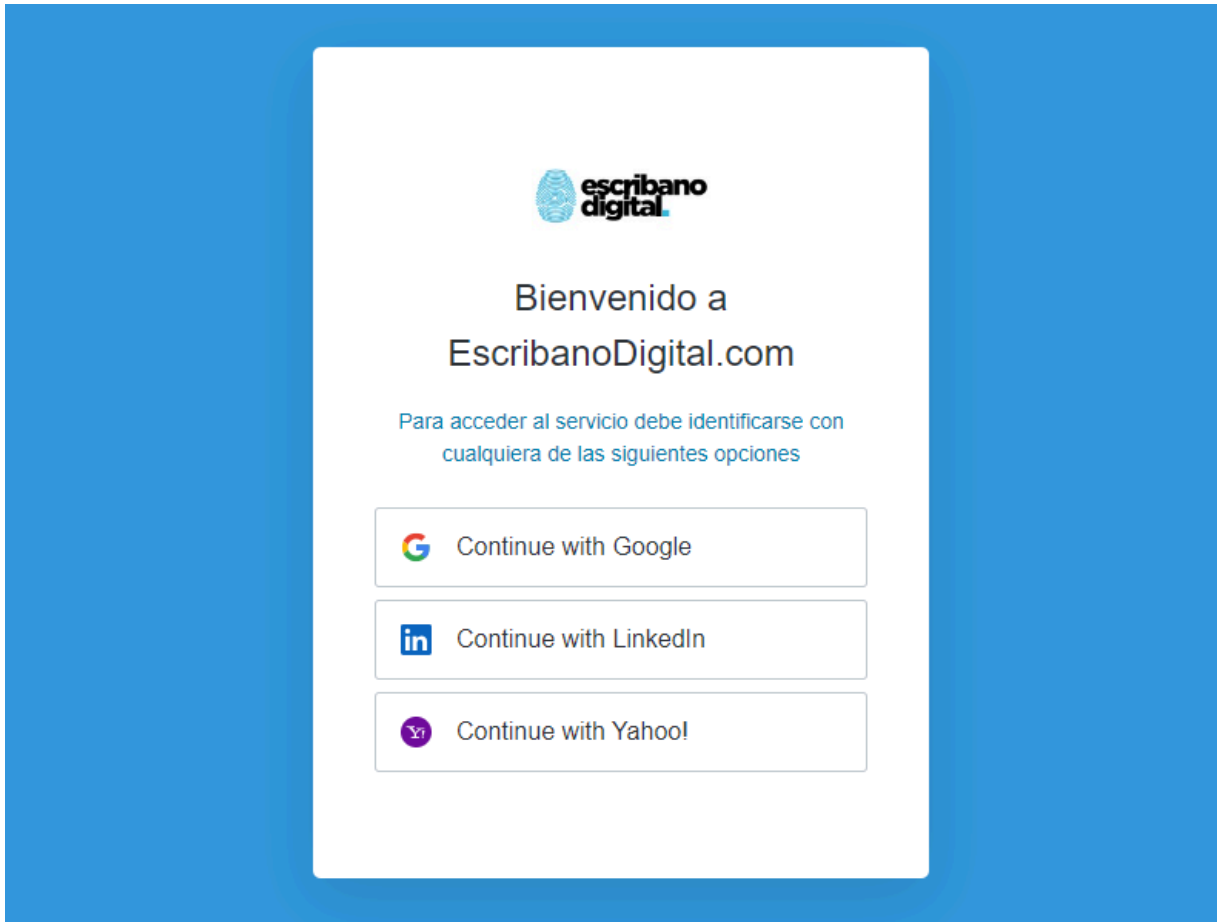 escribano
digital.
Bienvenido a
EscribanoDigital.com
Para acceder al servicio debe identificarse con
cualquiera de las siguientes opciones
Continue with Google
Continue with LinkedIn
Continue with Yahoo!